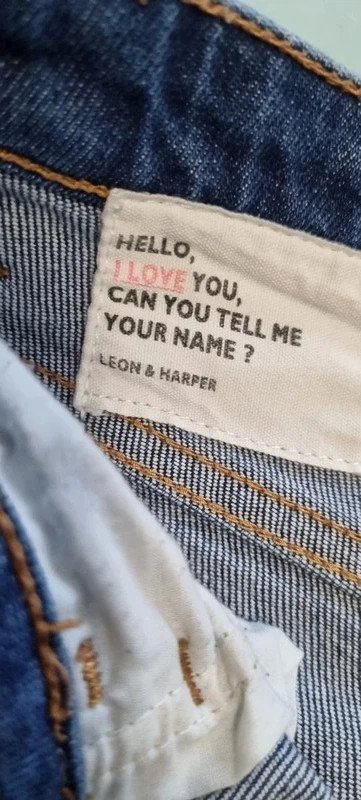 HELLO,
I LOVE YOU,
CAN YOU TELL ME
YOUR NAME ?
LEON & HARPER